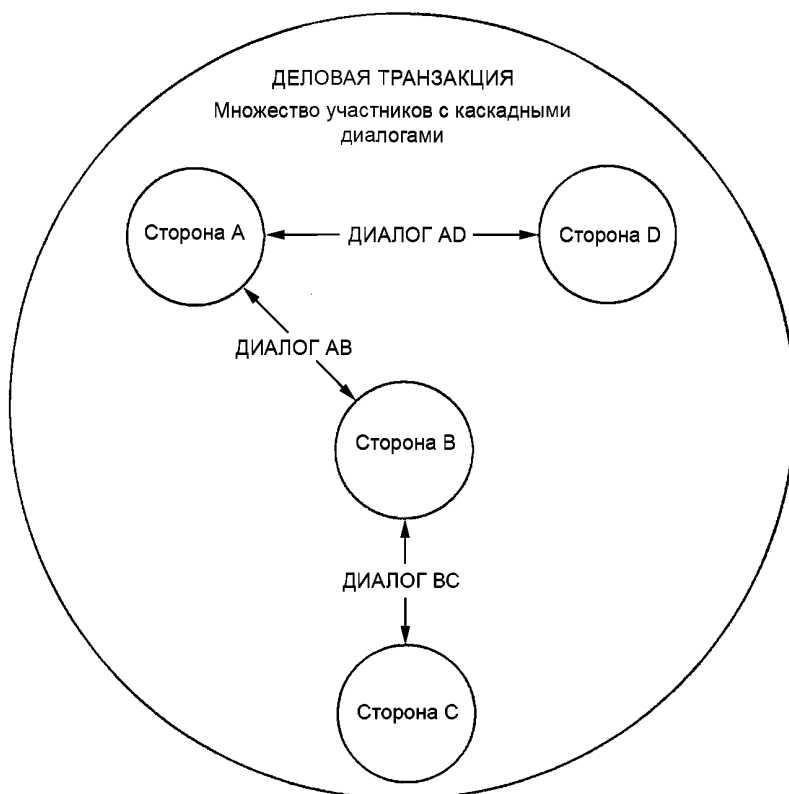 ДЕЛОВАЯ ТРАНЗАКЦИЯ
Множество участников с каскадными
диалогами
Сторона A
ДИАЛОГ AD
Сторона D
ДИАЛОГ AB
Сторона B
ДИАЛОГ BC
Сторона C